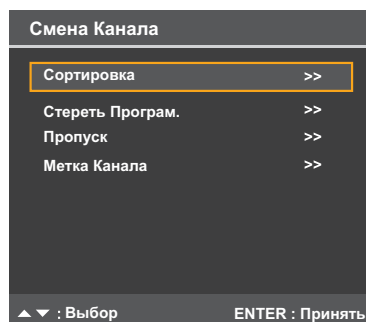 Смена Канала
Сортировка >>
Стереть Програм. >>
Пропуск >>
Метка Канала >>
▲ ▼ : Выбор ENTER : Принять